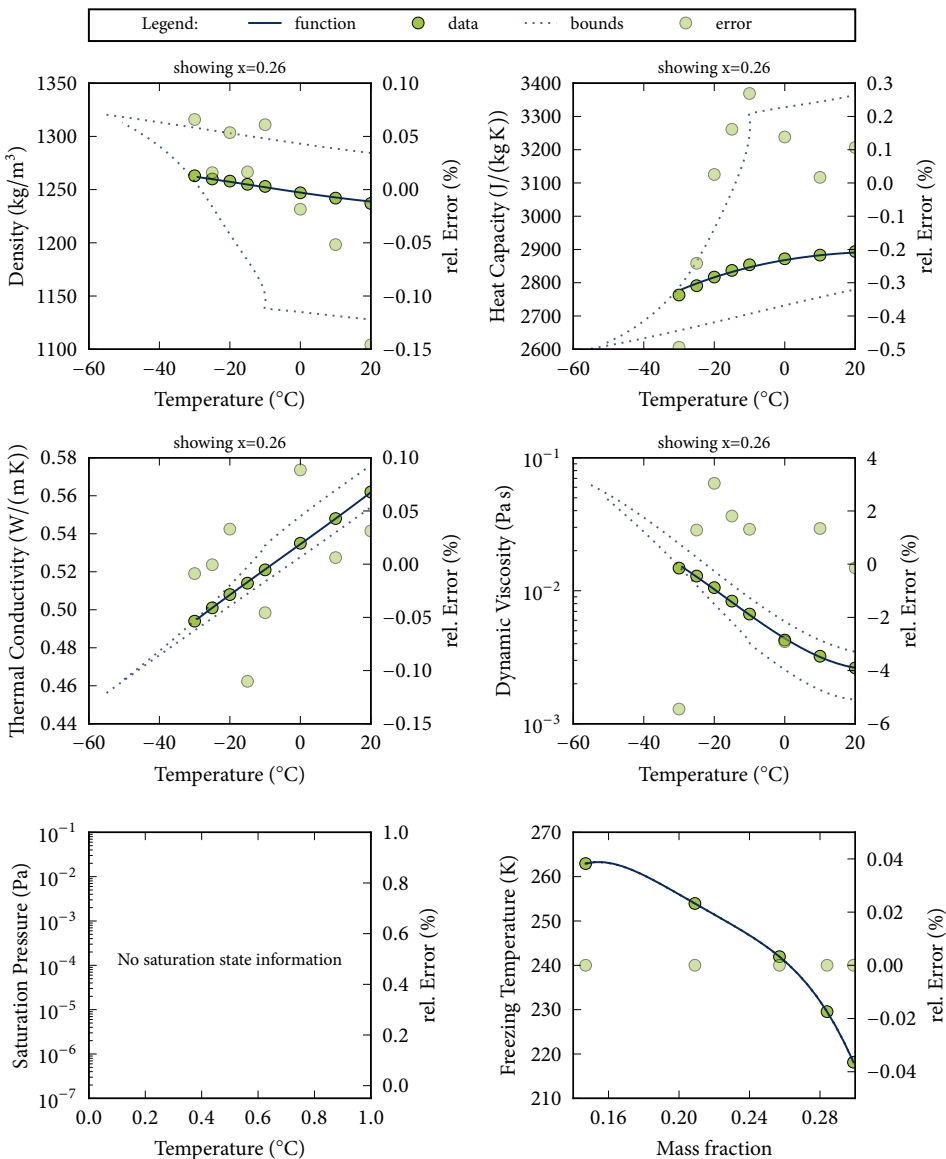 Legend: function data bounds error
showing x=0.26
Density (kg/m³)
1350
1300
1250
1200
1150
1100
0.10
0.05
0.00
−0.05
−0.10
−0.15
rel. Error (%)
−60 −40 −20 0 20
Temperature (°C)
showing x=0.26
Heat Capacity (J/(kg K))
3400
3300
3200
3100
3000
2900
2800
2700
2600
0.3
0.2
0.1
0.0
−0.1
−0.2
−0.3
−0.4
−0.5
rel. Error (%)
−60 −40 −20 0 20
Temperature (°C)
Thermal Conductivity (W/(m K))
0.58
0.56
0.54
0.52
0.50
0.48
0.46
0.44
0.10
0.05
0.00
−0.05
−0.10
−0.15
rel. Error (%)
−60 −40 −20 0 20
Temperature (°C)
showing x=0.26
showing x=0.26
Dynamic Viscosity (Pa s)
10⁻¹
10⁻²
10⁻³
4
2
0
−2
−4
−6
rel. Error (%)
−60 −40 −20 0 20
Temperature (°C)
Saturation Pressure (Pa)
10⁻¹
10⁻²
10⁻³
10⁻⁴
10⁻⁵
10⁻⁶
10⁻⁷
No saturation state information
1.0
0.8
0.6
0.4
0.2
0.0
rel. Error (%)
0.0 0.2 0.4 0.6 0.8 1.0
Temperature (°C)
Freezing Temperature (K)
270
260
250
240
230
220
210
0.04
0.02
0.00
−0.02
−0.04
rel. Error (%)
0.16 0.20 0.24 0.28
Mass fraction